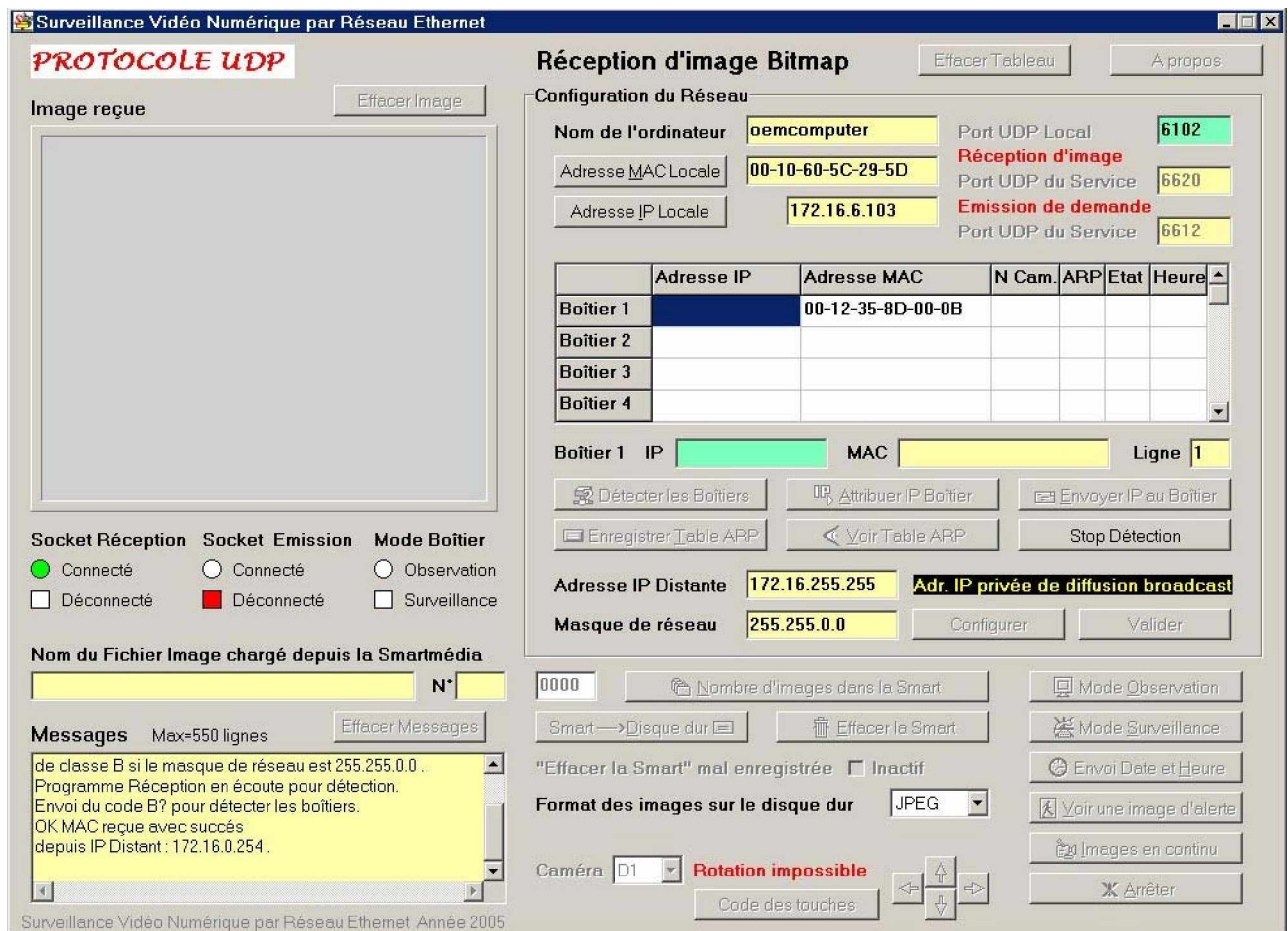 Surveillance Vidéo Numérique par Réseau Ethernet
PROTOCOLE UDP
Réception d'image Bitmap
Effacer Tableau
A propos
Image reçue
Effacer Image
Configuration du Réseau
Nom de l'ordinateur
oemcomputer
Port UDP Local
6102
Adresse MAC Locale
00-10-60-5C-29-5D
Réception d'image
Port UDP du Service
6620
Adresse IP Locale
172.16.6.103
Emission de demande
Port UDP du Service
6612
Adresse IP Adresse MAC N Cam. ARP Etat Heure
Boîtier 1 00-12-35-8D-00-0B
Boîtier 2
Boîtier 3
Boîtier 4
Boîtier 1 IP MAC Ligne 1
Détecter les Boîtiers
Attribuer IP Boîtier
Envoyer IP au Boîtier
Enregistrer Table ARP
Voir Table ARP
Stop Détection
Adresse IP Distante
172.16.255.255
Adr. IP privée de diffusion broadcast
Masque de réseau
255.255.0.0
Configurer
Valider
Socket Réception Socket Emission Mode Boîtier
Connecté Connecté Observation
Déconnecté Déconnecté Surveillance
Nom du Fichier Image chargé depuis la Smartmédia
N°
Messages Max=550 lignes
Effacer Messages
de classe B si le masque de réseau est 255.255.0.0 .
Programme Réception en écoute pour détection.
Envoi du code B? pour détecter les boîtiers.
OK MAC reçue avec succés
depuis IP Distant : 172.16.0.254 .
0000
Nombre d'images dans la Smart
Mode Observation
Smart-->Disque dur
Effacer la Smart
Mode Surveillance
"Effacer la Smart" mal enregistrée
Inactif
Envoi Date et Heure
Format des images sur le disque dur
JPEG
Voir une image d'alerte
Images en continu
Caméra D1
Rotation impossible
Code des touches
Arrêter
Surveillance Vidéo Numérique par Réseau Ethernet Année 2005